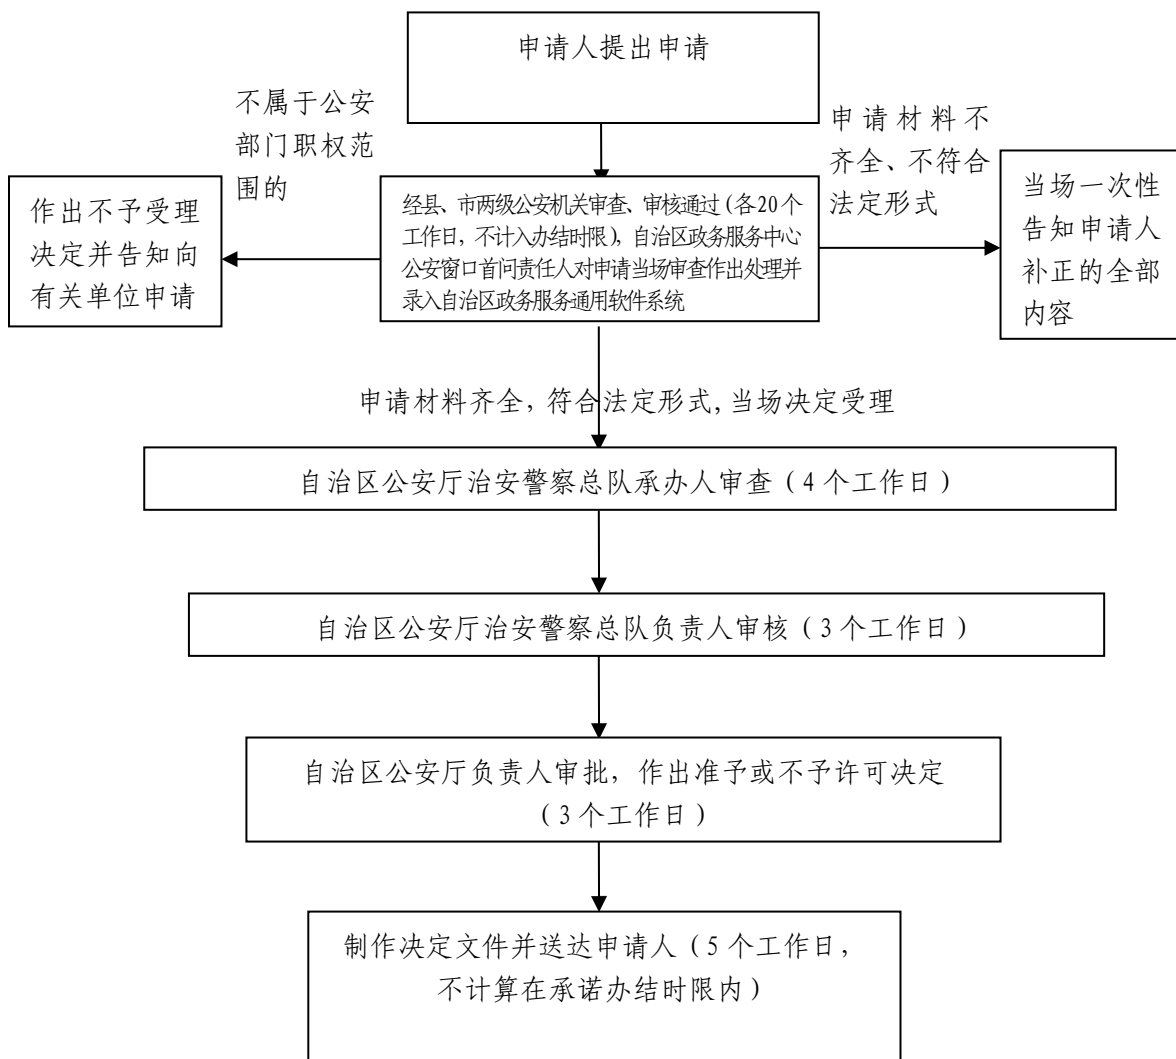 申请人提出申请
不属于公安
部门职权范
围的
申请材料不
齐全、不符合
法定形式
作出不予受理
决定并告知向
有关单位申请
经县、市两级公安机关审查、审核通过（各20个
工作日，不计入办结时限），自治区政务服务中心
公安窗口首问责任人对申请当场审查作出处理并
录入自治区政务服务通用软件系统
当场一次性
告知申请人
补正的全部
内容
申请材料齐全，符合法定形式，当场决定受理
自治区公安厅治安警察总队承办人审查（4个工作日）
自治区公安厅治安警察总队负责人审核（3个工作日）
自治区公安厅负责人审批，作出准予或不予许可决定
（3个工作日）
制作决定文件并送达申请人（5个工作日，
不计算在承诺办结时限内）